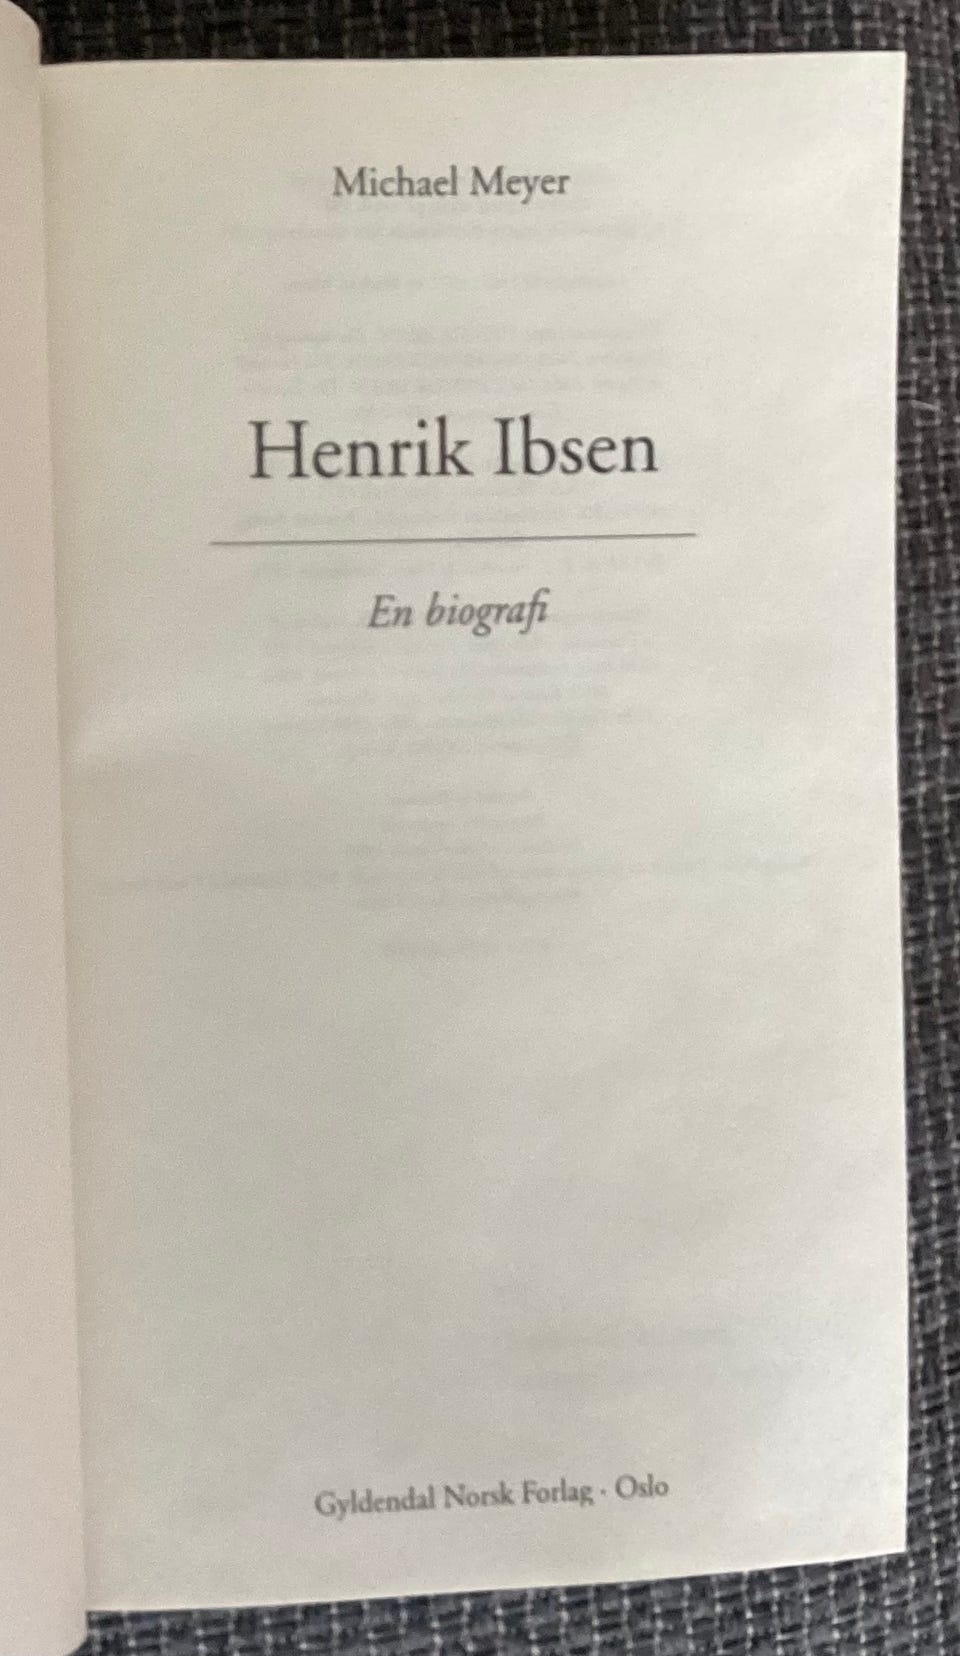 Michael Meyer
Henrik Ibsen
En biografi
Gyldendal Norsk Forlag · Oslo